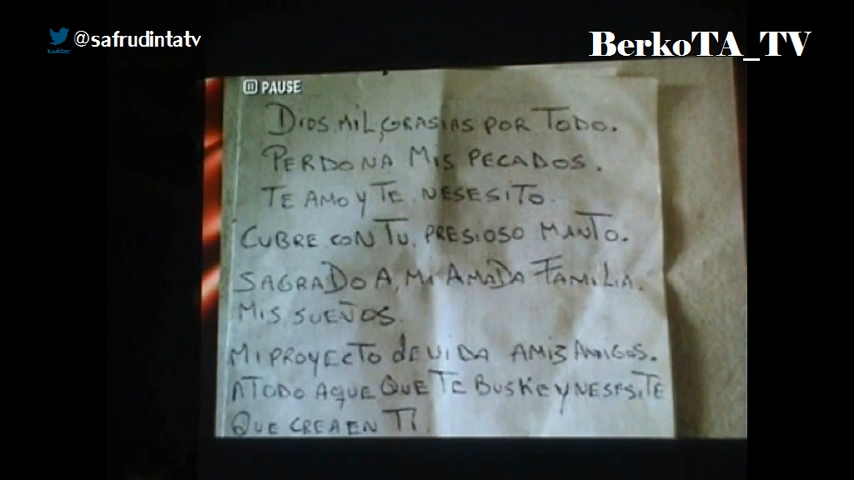 twitter
@safrudintatv
BerkoTA_TV
PAUSE
DIOS, MIL, GRASIAS POR TODO.
PERDONA MIS PECADOS.
TE AMO Y TE NESESITO.
CUBRE CON TU, PRESIOSO MANTO.
SAGRADO A, MI AMADA FAMILIA.
MIS, SUEÑOS.
MI PROYECTO de VIDA A MIS AMIGOS.
A TODO AQUE QUE TE BUSKE Y NESESITE
QUE CREA EN TI.